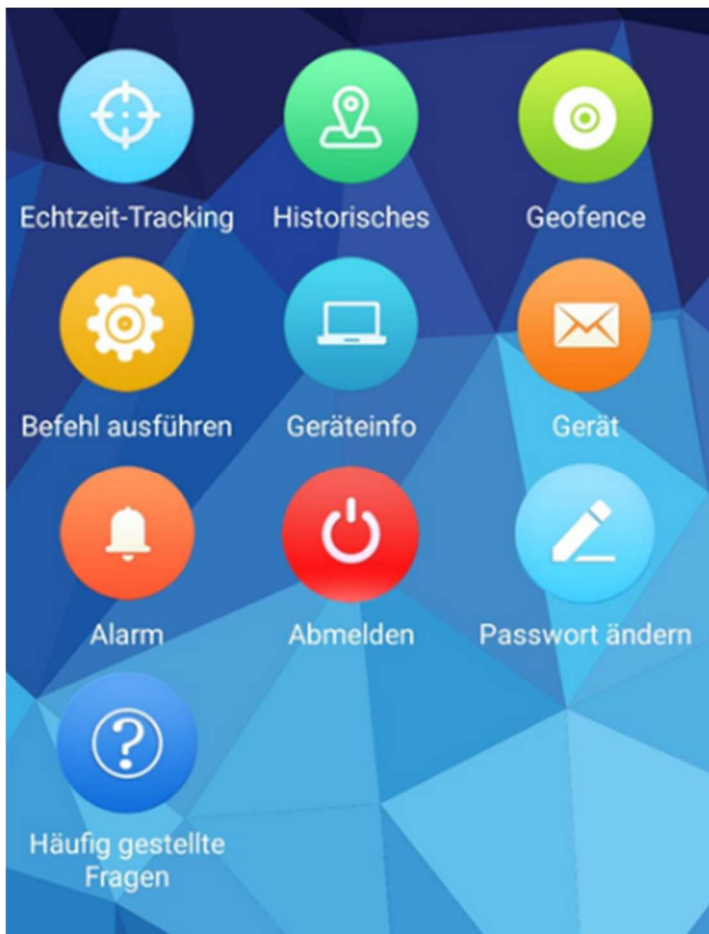 Echtzeit-Tracking
Historisches
Geofence
Befehl ausführen
Geräteinfo
Gerät
Alarm
Abmelden
Passwort ändern
?
Häufig gestellte
Fragen